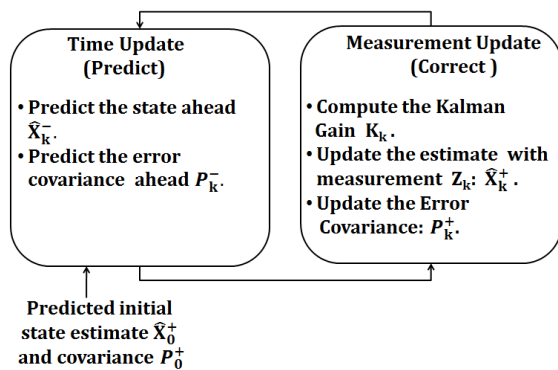 Time Update
(Predict)
• Predict the state ahead
X̂ₖ⁻.
• Predict the error
covariance ahead Pₖ⁻.
Measurement Update
(Correct )
• Compute the Kalman
Gain Kₖ.
• Update the estimate with
measurement Zₖ: X̂ₖ⁺.
• Update the Error
Covariance: Pₖ⁺.
Predicted initial
state estimate X̂₀⁺
and covariance P₀⁺